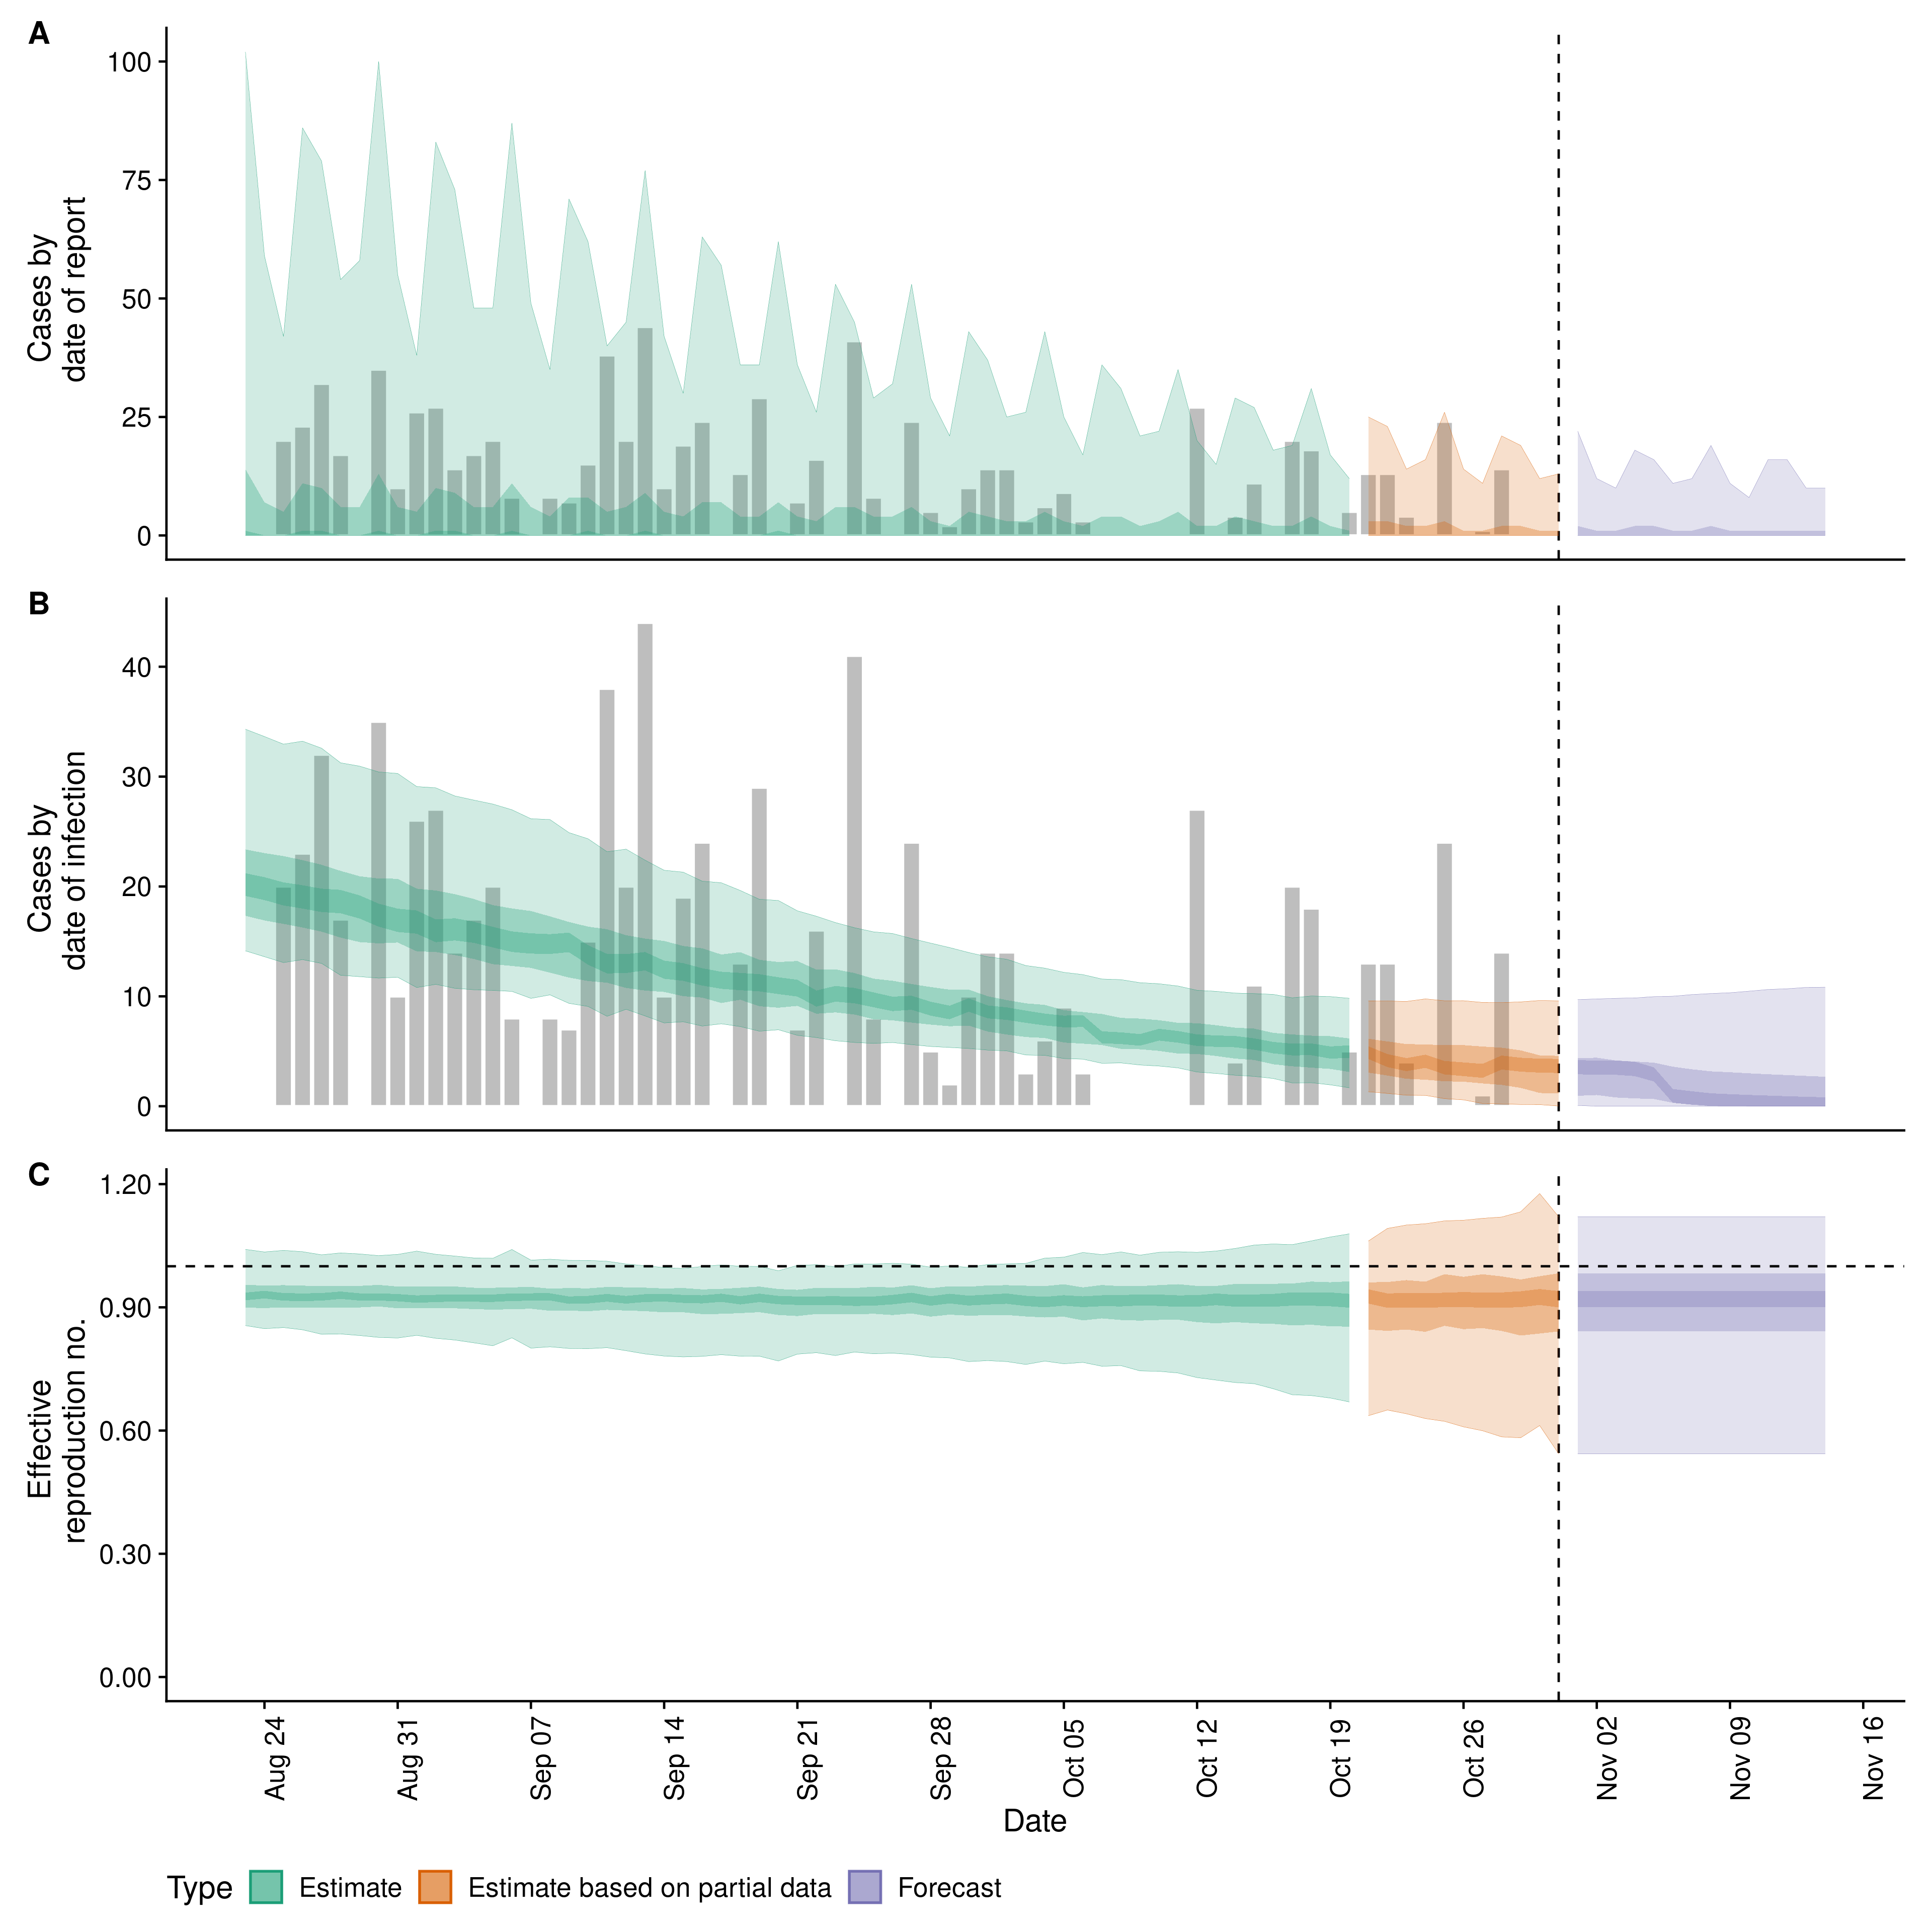 A
100
75
50
25
0
Cases by
date of report
B
40
30
20
10
0
Cases by
date of infection
C
1.20
0.90
0.60
0.30
0.00
Effective
reproduction no.
Aug 24
Aug 31
Sep 07
Sep 14
Sep 21
Sep 28
Oct 05
Oct 12
Oct 19
Oct 26
Nov 02
Nov 09
Nov 16
Date
Type Estimate Estimate based on partial data Forecast